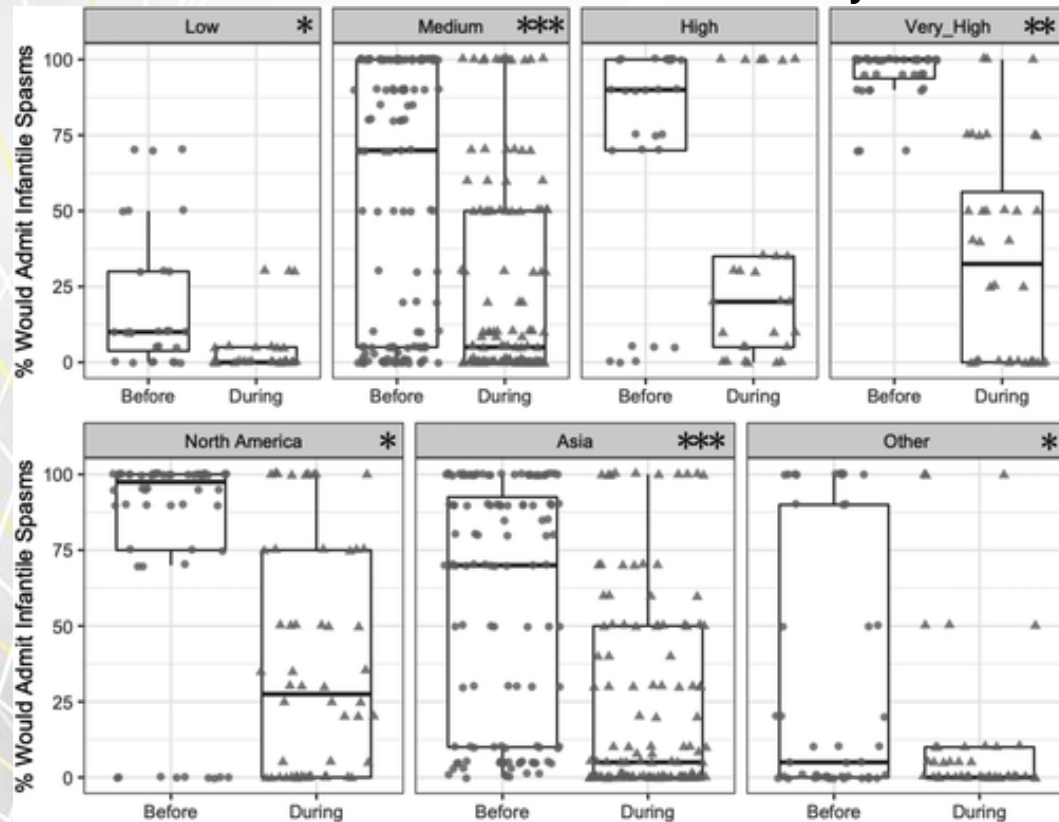 Low *
Medium ***
High
Very_High **
% Would Admit Infantile Spasms
100
75
50
25
0
Before During
Before During
Before During
Before During
North America *
Asia ***
Other *
% Would Admit Infantile Spasms
100
75
50
25
0
Before During
Before During
Before During